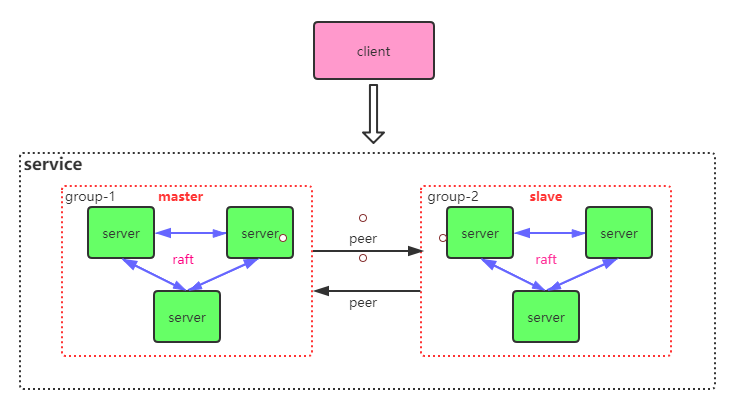 client
service
group-1 master
server
server
raft
server
peer
peer
group-2 slave
server
server
raft
server